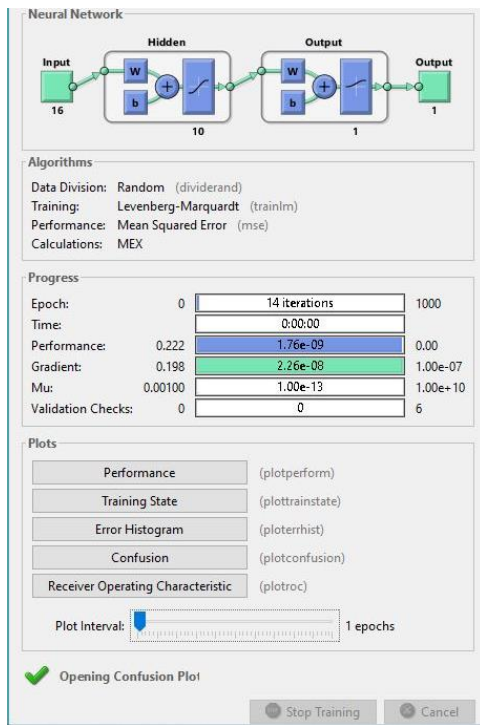 Neural Network
Hidden
Output
Input
W
b
W
b
Output
16
10
1
1
Algorithms
Data Division: Random (dividerand)
Training: Levenberg-Marquardt (trainlm)
Performance: Mean Squared Error (mse)
Calculations: MEX
Progress
Epoch: 0 14 iterations 1000
Time: 0:00:00
Performance: 0.222 1.76e-09 0.00
Gradient: 0.198 2.26e-08 1.00e-07
Mu: 0.00100 1.00e-13 1.00e+10
Validation Checks: 0 0 6
Plots
Performance (plotperform)
Training State (plottrainstate)
Error Histogram (ploterrhist)
Confusion (plotconfusion)
Receiver Operating Characteristic (plotroc)
Plot Interval: 1 epochs
Opening Confusion Plot
Stop Training Cancel